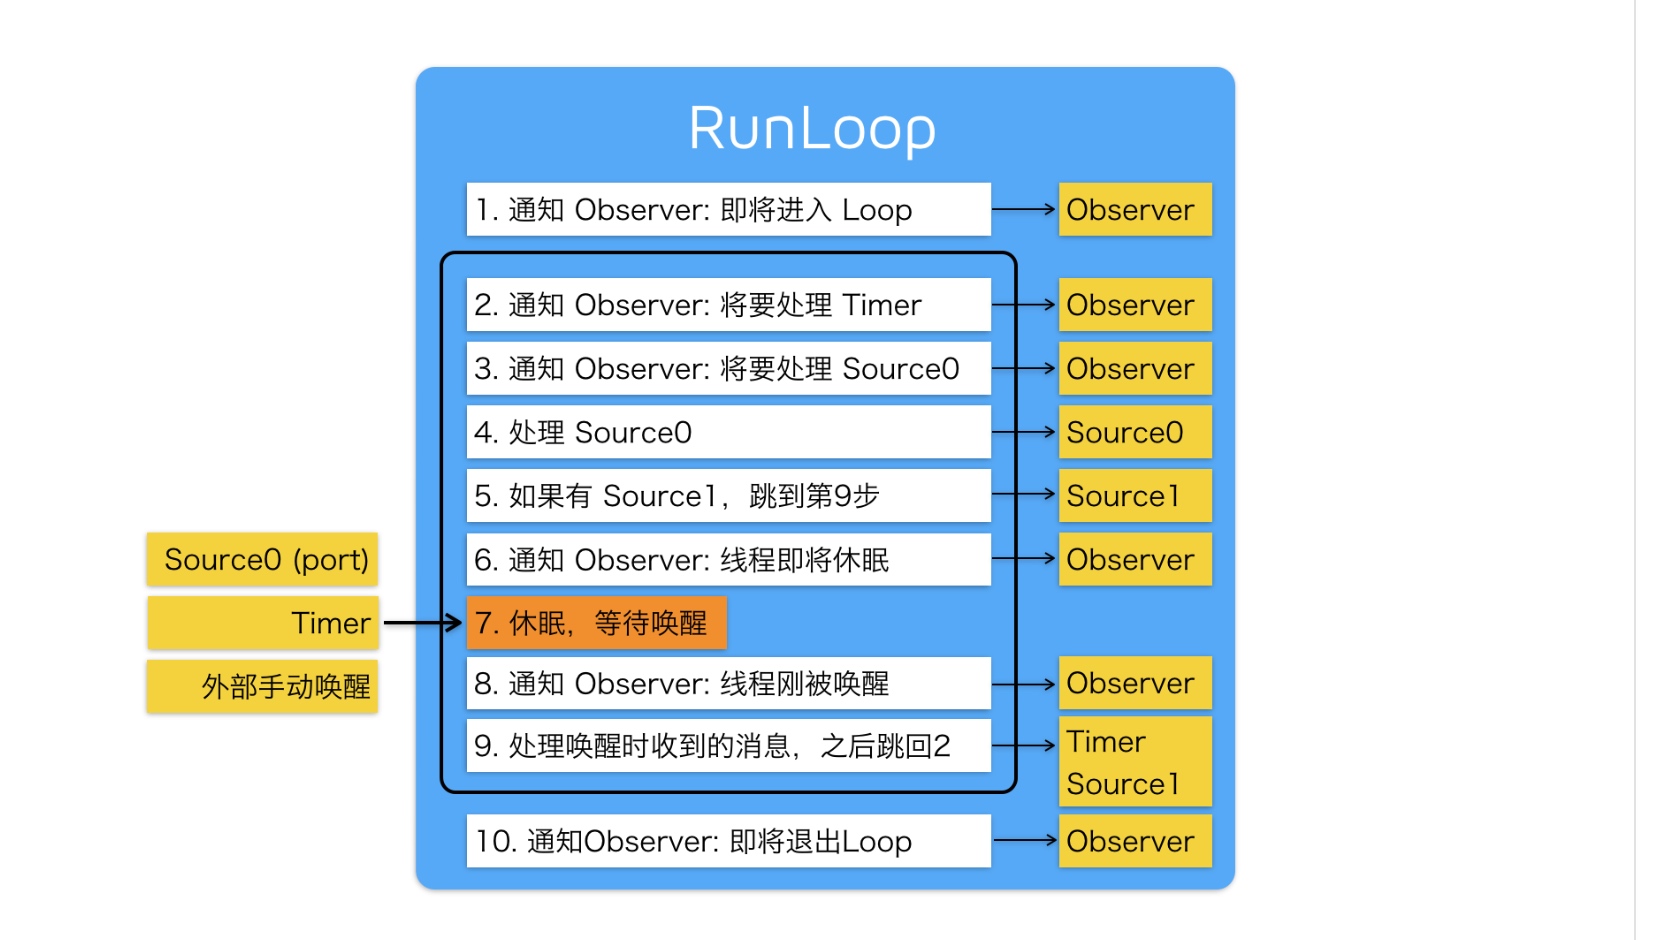 RunLoop
1. 通知 Observer: 即将进入 Loop
Observer
2. 通知 Observer: 将要处理 Timer
Observer
3. 通知 Observer: 将要处理 Source0
Observer
4. 处理 Source0
Source0
5. 如果有 Source1，跳到第9步
Source1
Source0 (port)
6. 通知 Observer: 线程即将休眠
Observer
Timer
7. 休眠，等待唤醒
外部手动唤醒
8. 通知 Observer: 线程刚被唤醒
Observer
9. 处理唤醒时收到的消息，之后跳回2
Timer
Source1
10. 通知Observer: 即将退出Loop
Observer